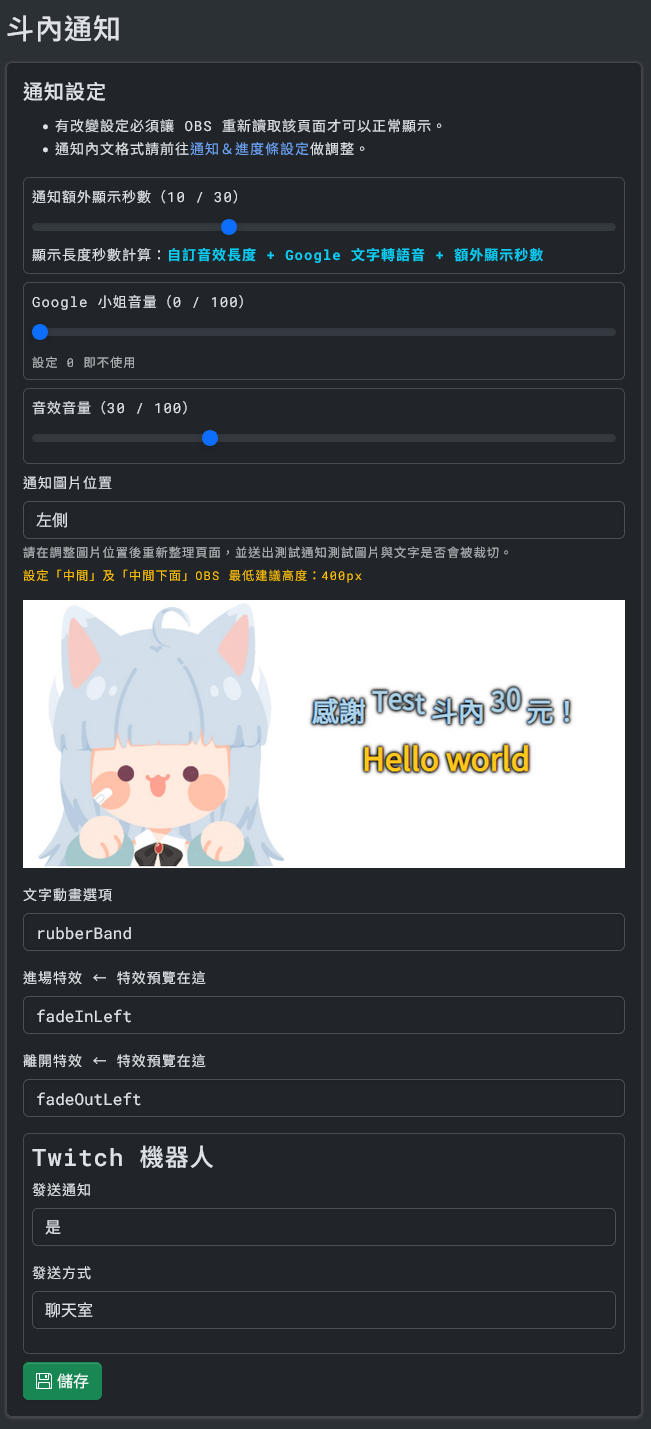 斗內通知
通知設定
• 有改變設定必須讓 OBS 重新讀取該頁面才可以正常顯示。
• 通知內文格式請前往通知＆進度條設定做調整。
通知額外顯示秒數（10 / 30）
顯示長度秒數計算：自訂音效長度 + Google 文字轉語音 + 額外顯示秒數
Google 小姐音量（0 / 100）
設定 0 即不使用
音效音量（30 / 100）
通知圖片位置
左側
請在調整圖片位置後重新整理頁面，並送出測試通知測試圖片與文字是否會被裁切。
設定「中間」及「中間下面」OBS 最低建議高度：400px
感謝 Test 斗內 30 元！
Hello world
文字動畫選項
rubberBand
進場特效 ← 特效預覽在這
fadeInLeft
離開特效 ← 特效預覽在這
fadeOutLeft
Twitch 機器人
發送通知
是
發送方式
聊天室
儲存